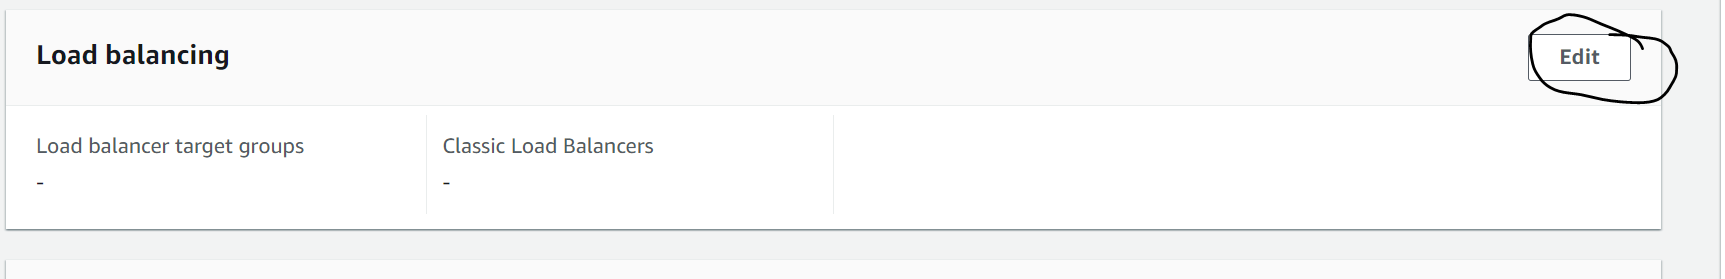 Load balancing
Edit
Load balancer target groups
-
Classic Load Balancers
-